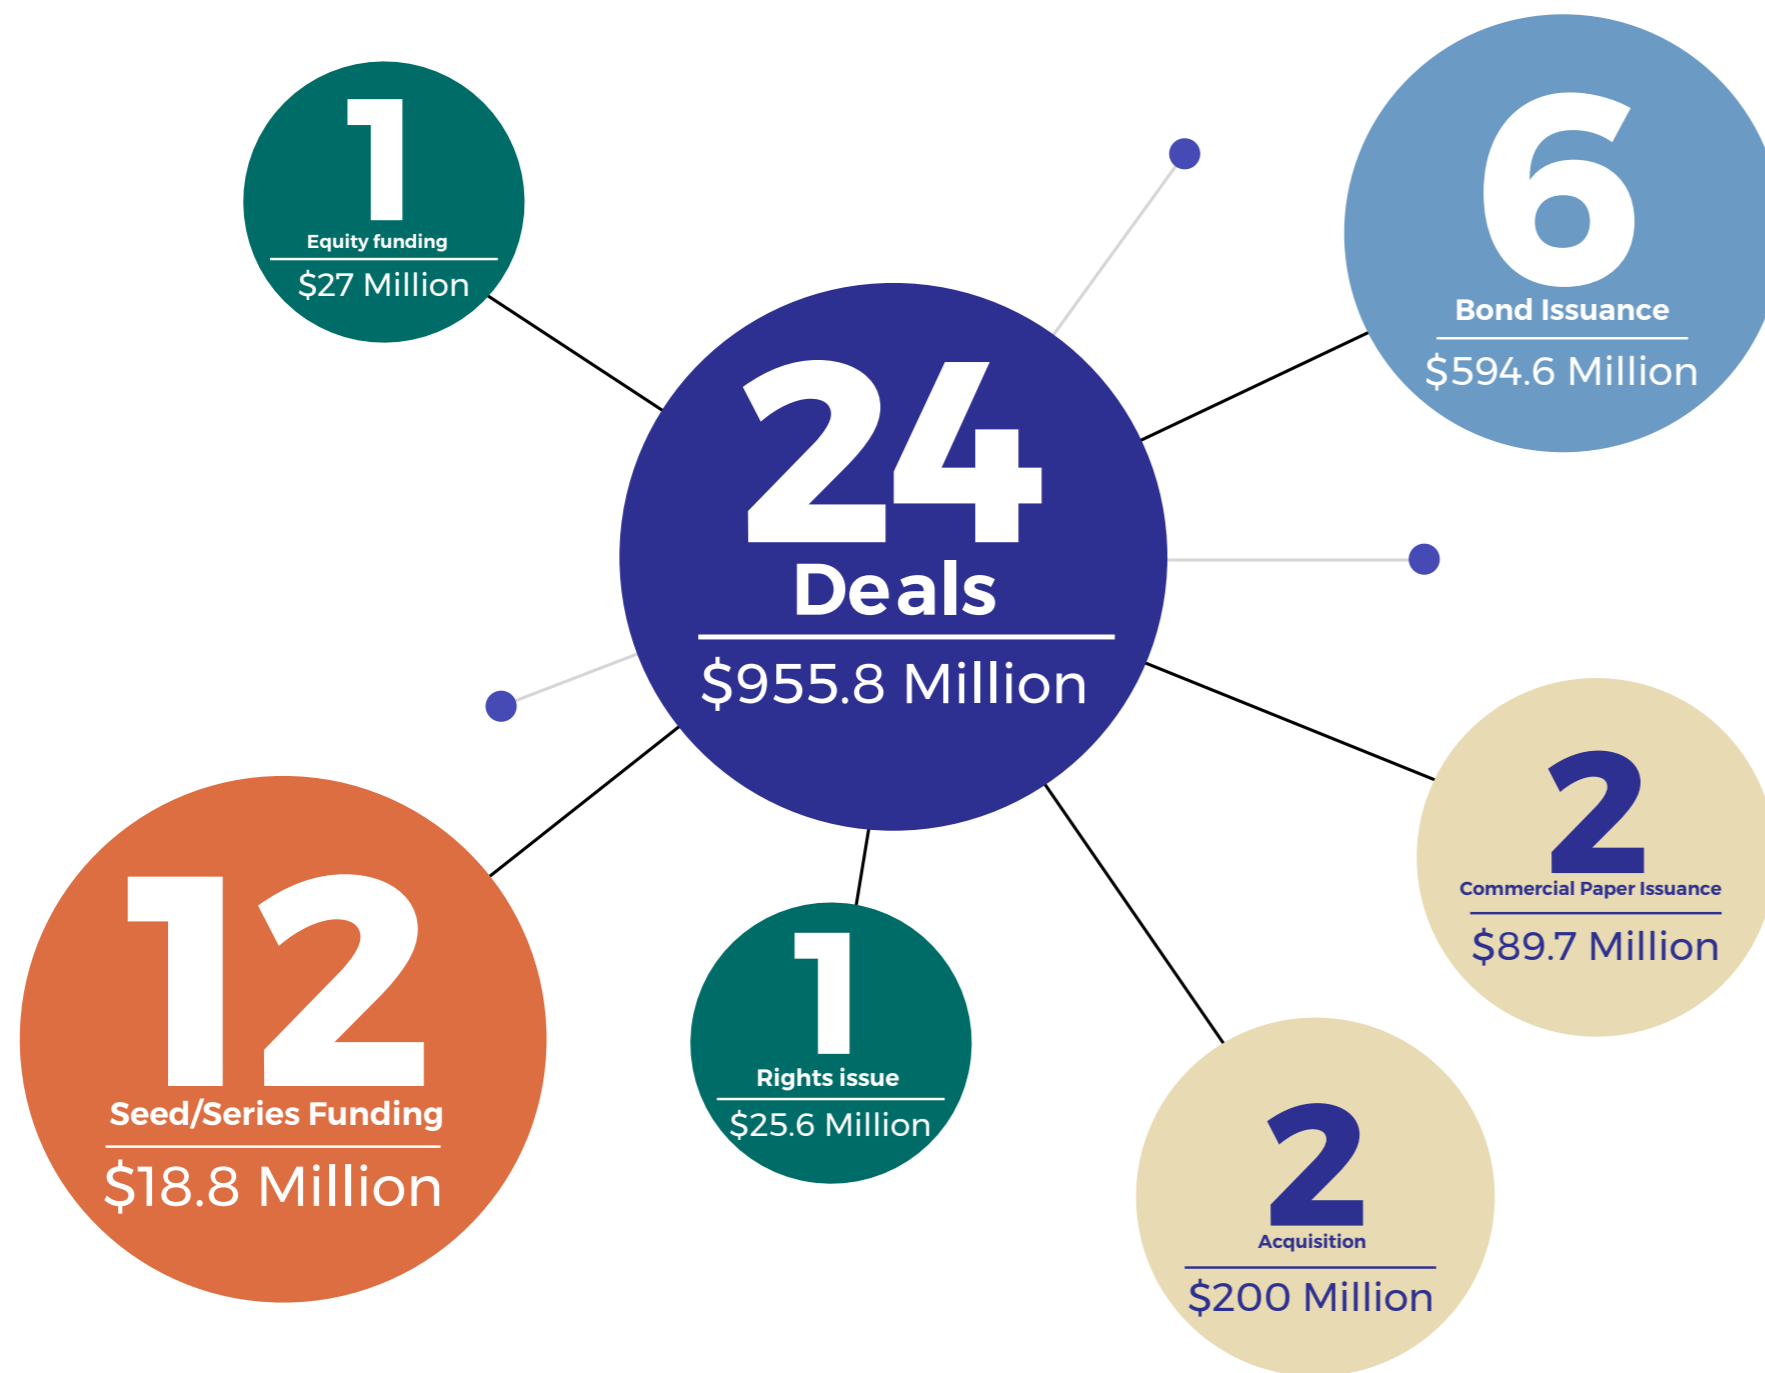 1
Equity funding
$27 Million
6
Bond Issuance
$594.6 Million
24
Deals
$955.8 Million
2
Commercial Paper Issuance
$89.7 Million
12
Seed/Series Funding
$18.8 Million
1
Rights issue
$25.6 Million
2
Acquisition
$200 Million